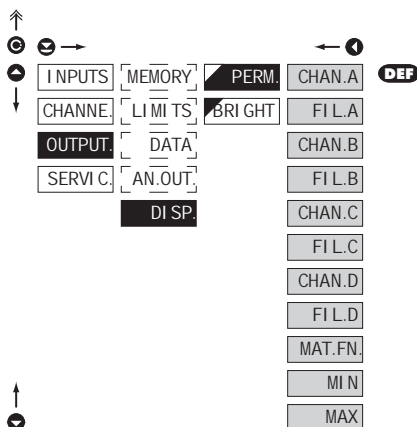 INPUTS MEMORY PERM. CHAN.A DEF
CHANNE. LIMITS BRIGHT FIL.A
OUTPUT. DATA CHAN.B
SERVIC. AN.OUT. FIL.B
DISP. CHAN.C
FIL.C
CHAN.D
FIL.D
MAT.FN.
MIN
MAX